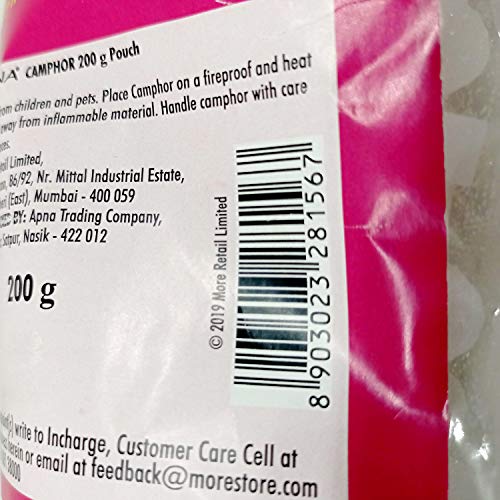 CAMPHOR 200 g Pouch
from children and pets. Place Camphor on a fireproof and heat
away from inflammable material. Handle camphor with care
Limited,
86/92, Nr. Mittal Industrial Estate,
(East), Mumbai - 400 059
BY: Apna Trading Company,
Satpur, Nasik - 422 012
200 g
© 2019 More Retail Limited
8 903023 281567
write to Incharge, Customer Care Cell at
or email at feedback@morestore.com